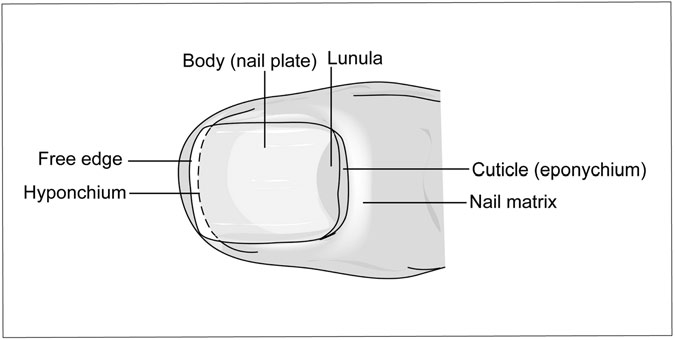 Body (nail plate)
Lunula
Free edge
Cuticle (eponychium)
Hyponchium
Nail matrix